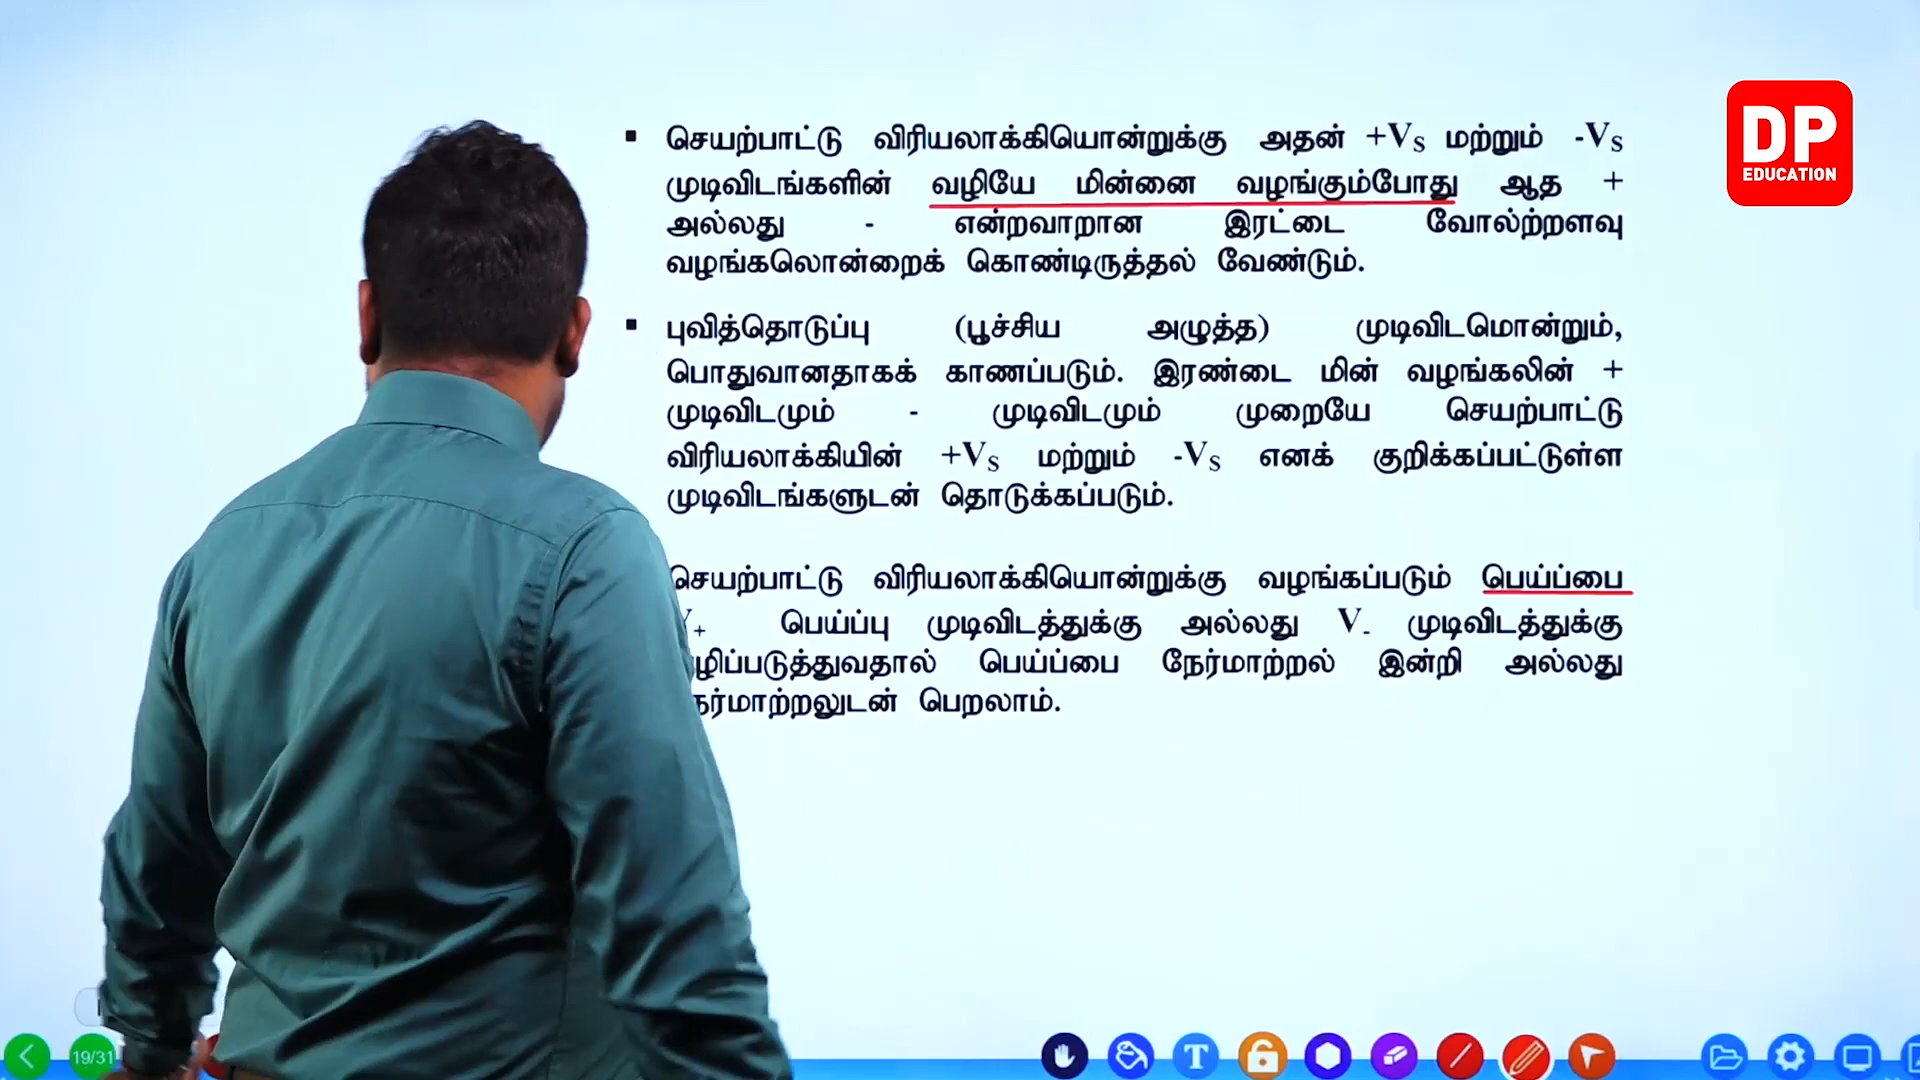 செயற்பாட்டு விரியலாக்கியொன்றுக்கு அதன் +VS மற்றும் -VS
முடிவிடங்களின் வழியே மின்னை வழங்கும்போது ஆத +
அல்லது - என்றவாறான இரட்டை வோல்ற்றளவு
வழங்கலொன்றைக் கொண்டிருத்தல் வேண்டும்.
புவித்தொடுப்பு (பூச்சிய அழுத்த) முடிவிடமொன்றும்,
பொதுவானதாகக் காணப்படும். இரண்டை மின் வழங்கலின் +
முடிவிடமும் - முடிவிடமும் முறையே செயற்பாட்டு
விரியலாக்கியின் +VS மற்றும் -VS எனக் குறிக்கப்பட்டுள்ள
முடிவிடங்களுடன் தொடுக்கப்படும்.
செயற்பாட்டு விரியலாக்கியொன்றுக்கு வழங்கப்படும் பெய்ப்பை
V+ பெய்ப்பு முடிவிடத்துக்கு அல்லது V- முடிவிடத்துக்கு
பெய்ப்பை நேர்மாற்றல் இன்றி அல்லது
பெறலாம்.
DP
EDUCATION
19/31